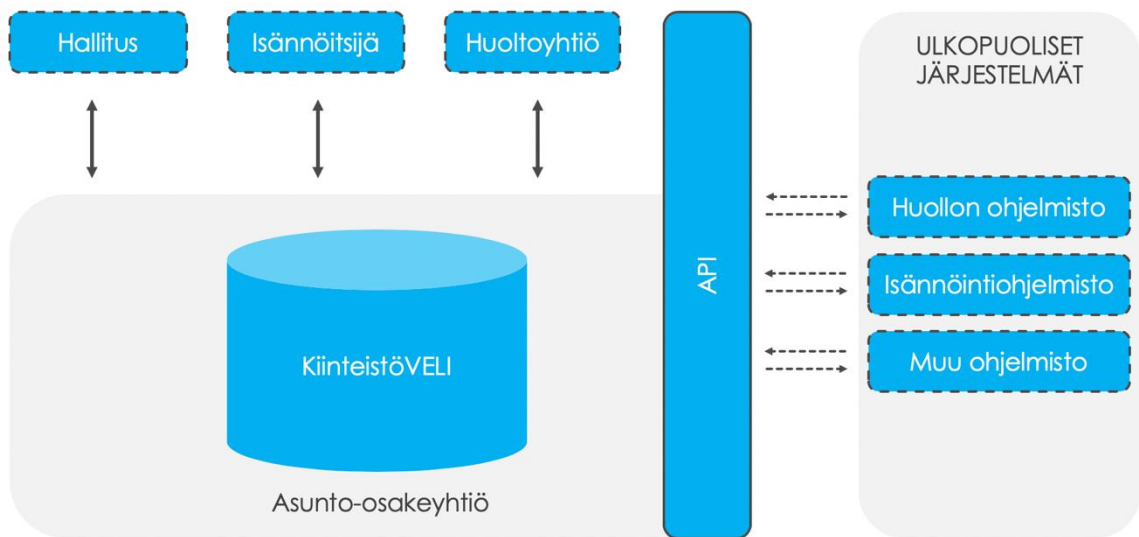 Hallitus
Isännöitsijä
Huoltoyhtiö
KiinteistöVELI
Asunto-osakeyhtiö
API
ULKOPUOLISET
JÄRJESTELMÄT
Huollon ohjelmisto
Isännöintiohjelmisto
Muu ohjelmisto